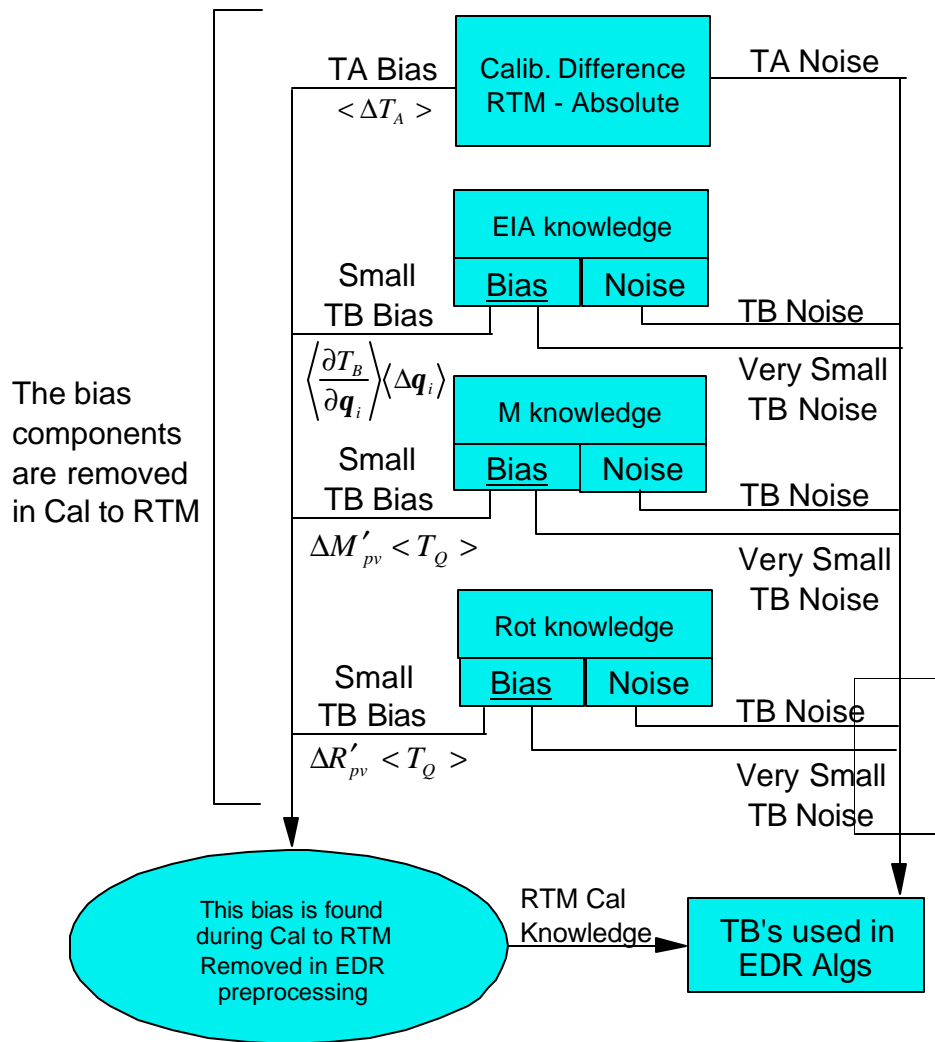 TA Bias
< ΔT_A >
Calib. Difference
RTM - Absolute
TA Noise
EIA knowledge
Bias
Noise
Small
TB Bias
⟨∂T_B/∂q_i⟩⟨Δq_i⟩
TB Noise
Very Small
TB Noise
M knowledge
Bias
Noise
Small
TB Bias
ΔM′_pv < T_Q >
TB Noise
Very Small
TB Noise
The bias
components
are removed
in Cal to RTM
Rot knowledge
Bias
Noise
Small
TB Bias
ΔR′_pv < T_Q >
TB Noise
Very Small
TB Noise
This bias is found
during Cal to RTM
Removed in EDR
preprocessing
RTM Cal
Knowledge
TB's used in
EDR Algs